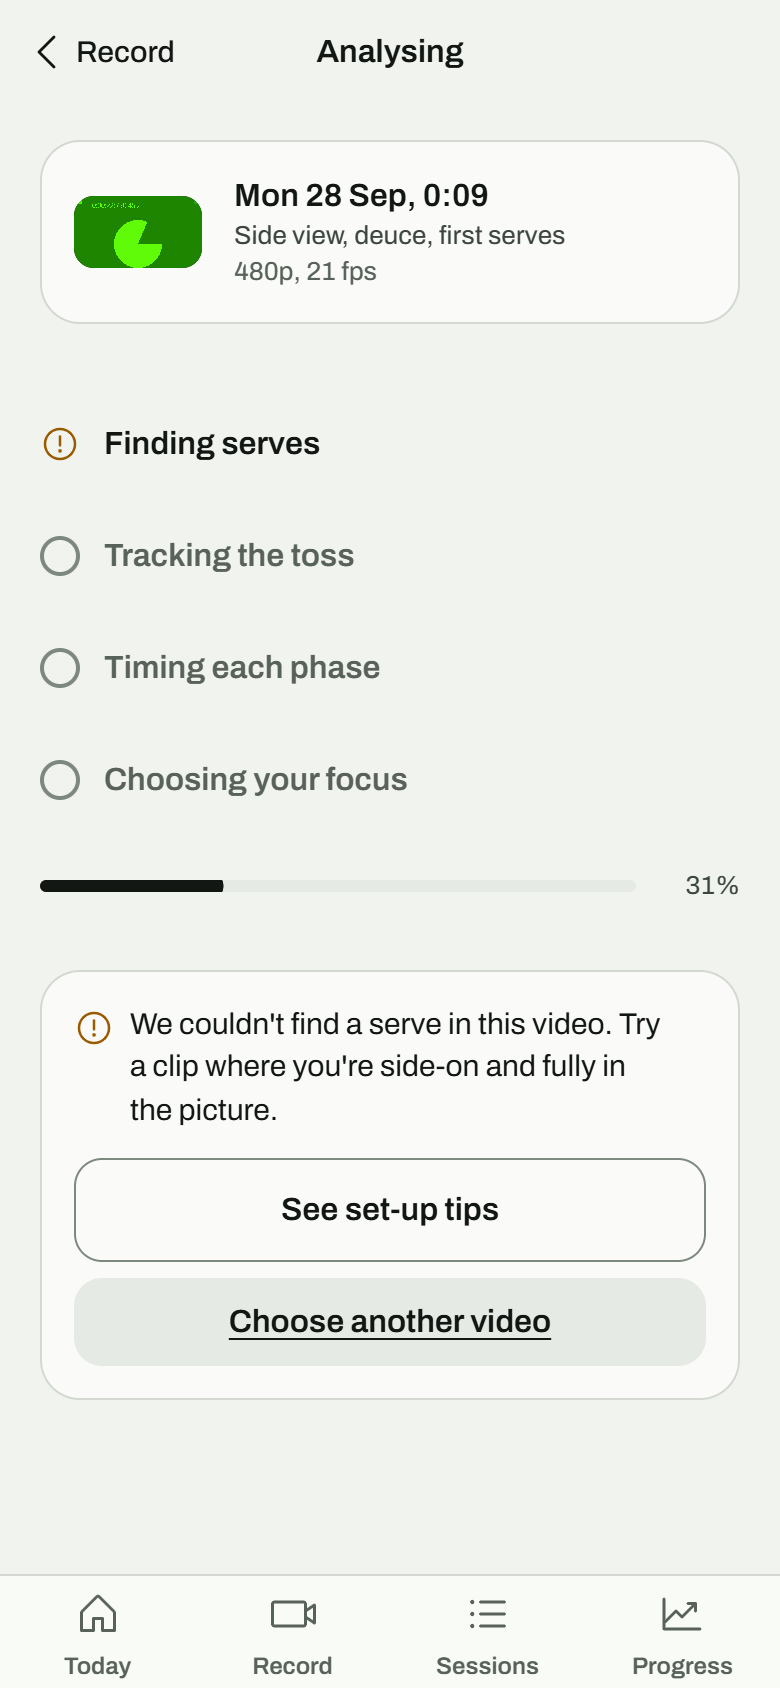 Record
Analysing
Mon 28 Sep, 0:09
Side view, deuce, first serves
480p, 21 fps
Finding serves
Tracking the toss
Timing each phase
Choosing your focus
31%
We couldn't find a serve in this video. Try
a clip where you're side-on and fully in
the picture.
See set-up tips
Choose another video
Today
Record
Sessions
Progress